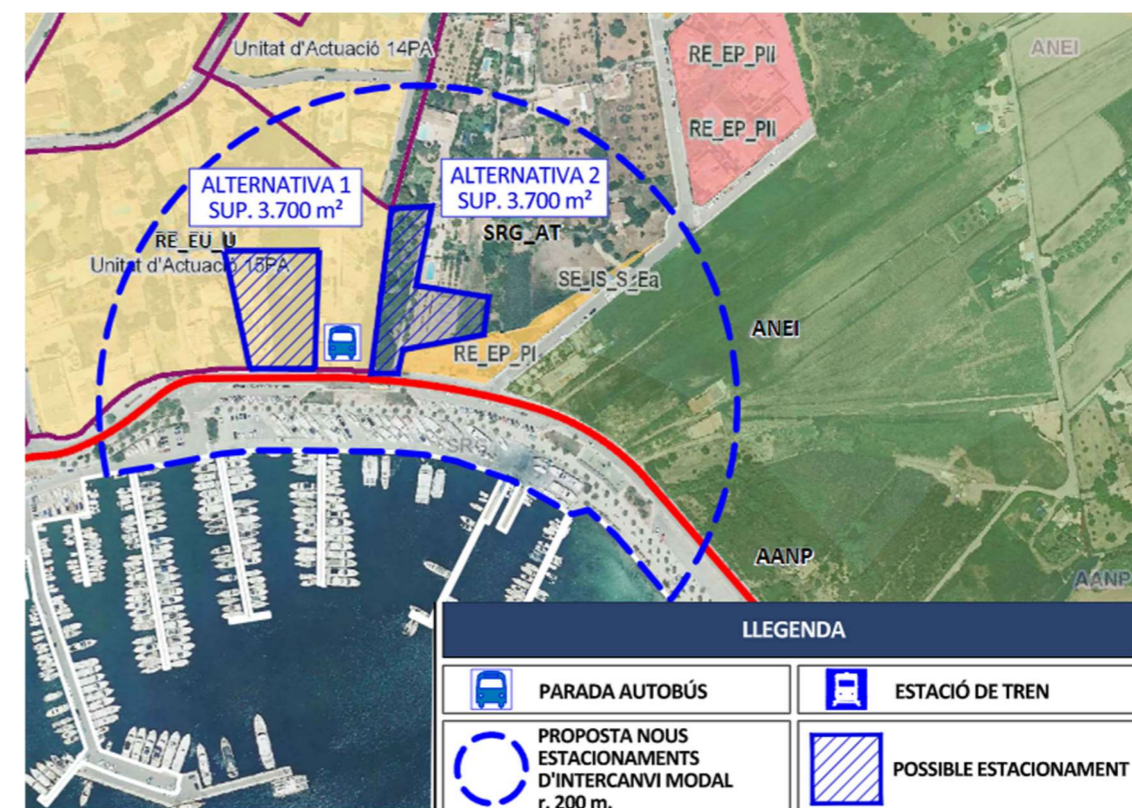 Unitat d'Actuació 14PA
RE_EP_PII
ANEI
RE_EP_PII
ALTERNATIVA 1
SUP. 3.700 m²
ALTERNATIVA 2
SUP. 3.700 m²
RE_EU_U
SRG_AT
Unitat d'Actuació 15PA
SE_IS_S_Ea
ANEI
RE_EP_PI
SRG
AANP
AANP
LLEGENDA
PARADA AUTOBÚS
ESTACIÓ DE TREN
PROPOSTA NOUS
ESTACIONAMENTS
D'INTERCANVI MODAL
r. 200 m.
POSSIBLE ESTACIONAMENT